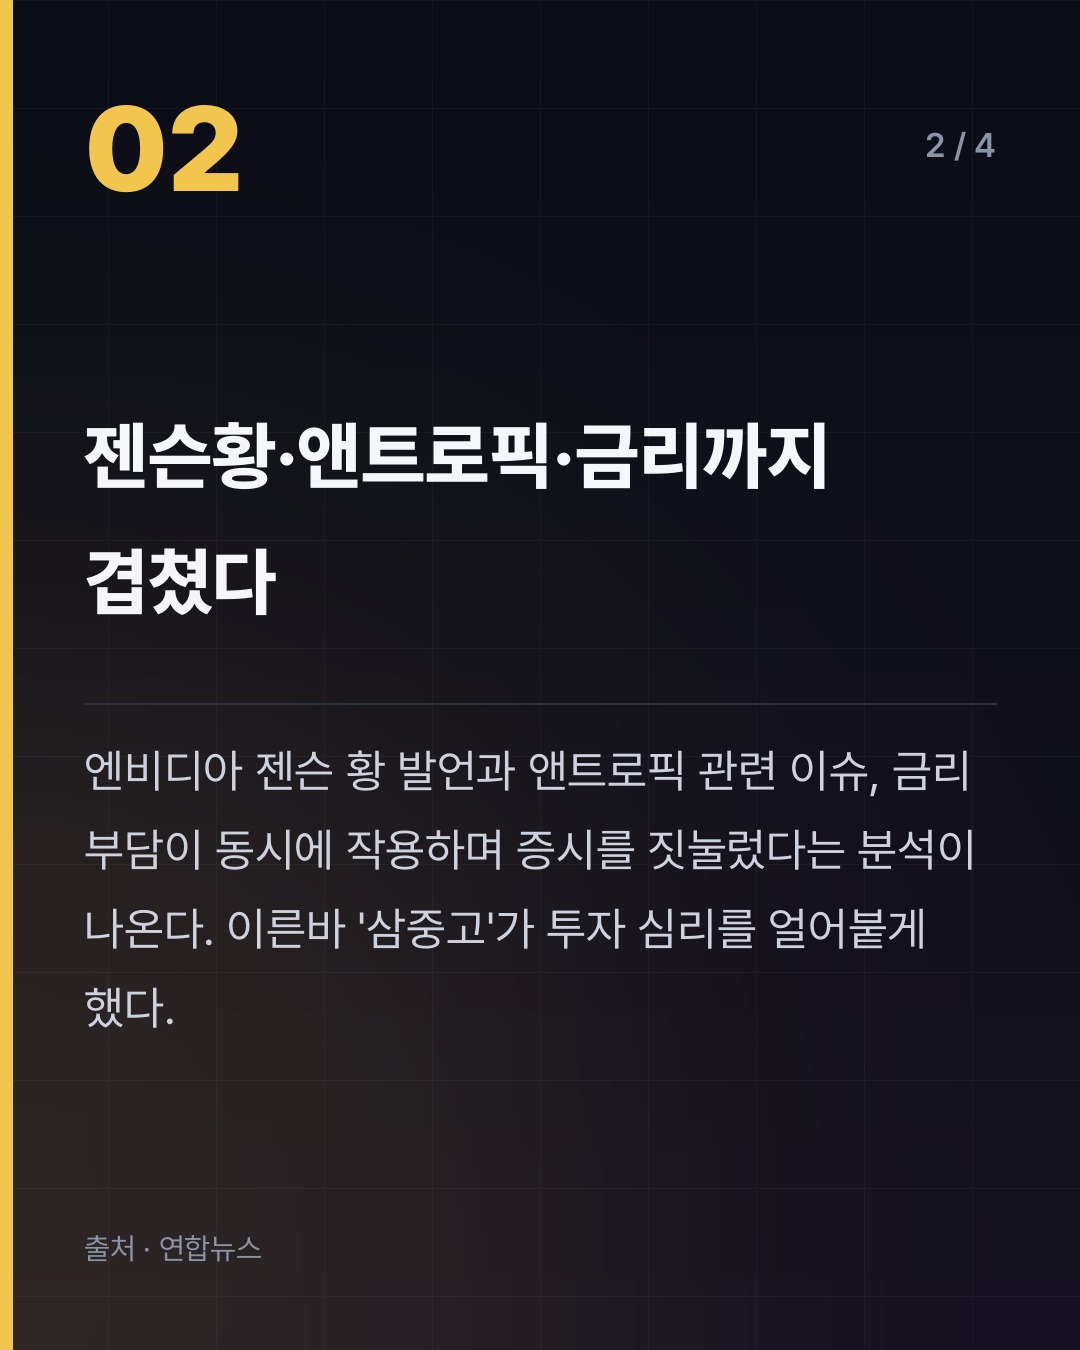 02
2 / 4
젠슨황·앤트로픽·금리까지
겹쳤다
엔비디아 젠슨 황 발언과 앤트로픽 관련 이슈, 금리
부담이 동시에 작용하며 증시를 짓눌렀다는 분석이
나온다. 이른바 '삼중고'가 투자 심리를 얼어붙게
했다.
출처 · 연합뉴스